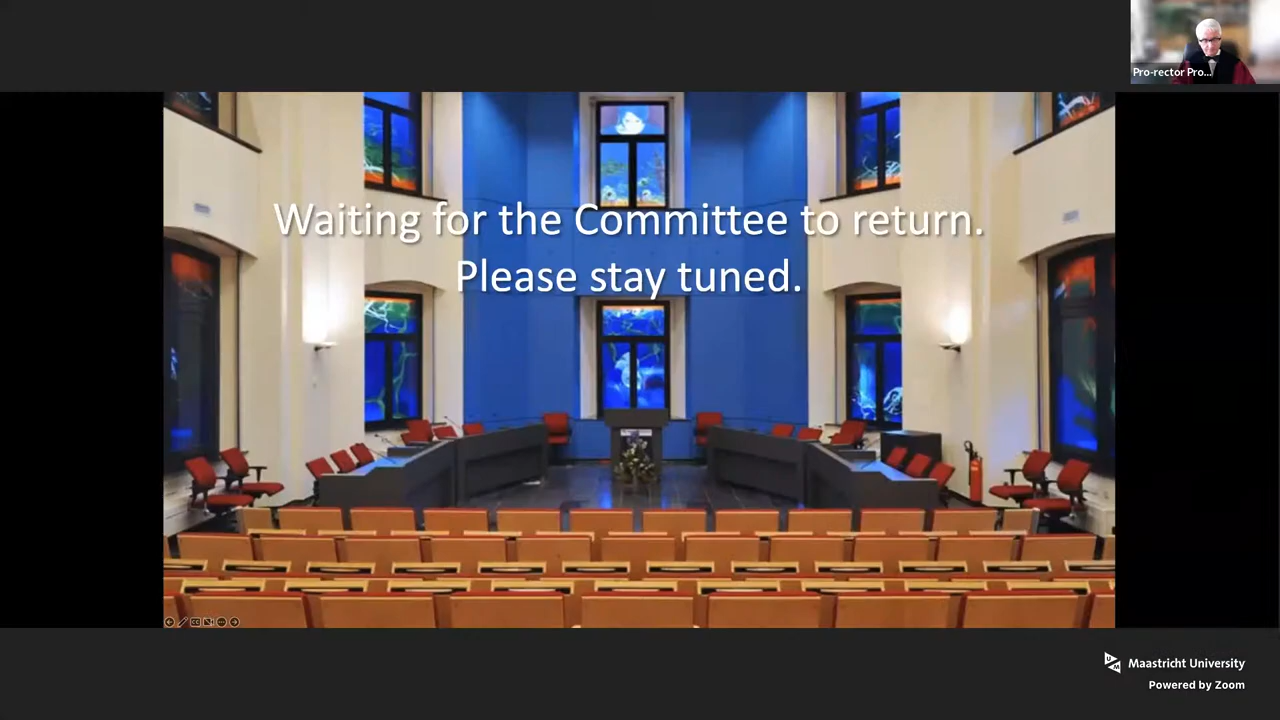 Pro-rector Pro...
Waiting for the Committee to return.
Please stay tuned.
Maastricht University
Powered by Zoom